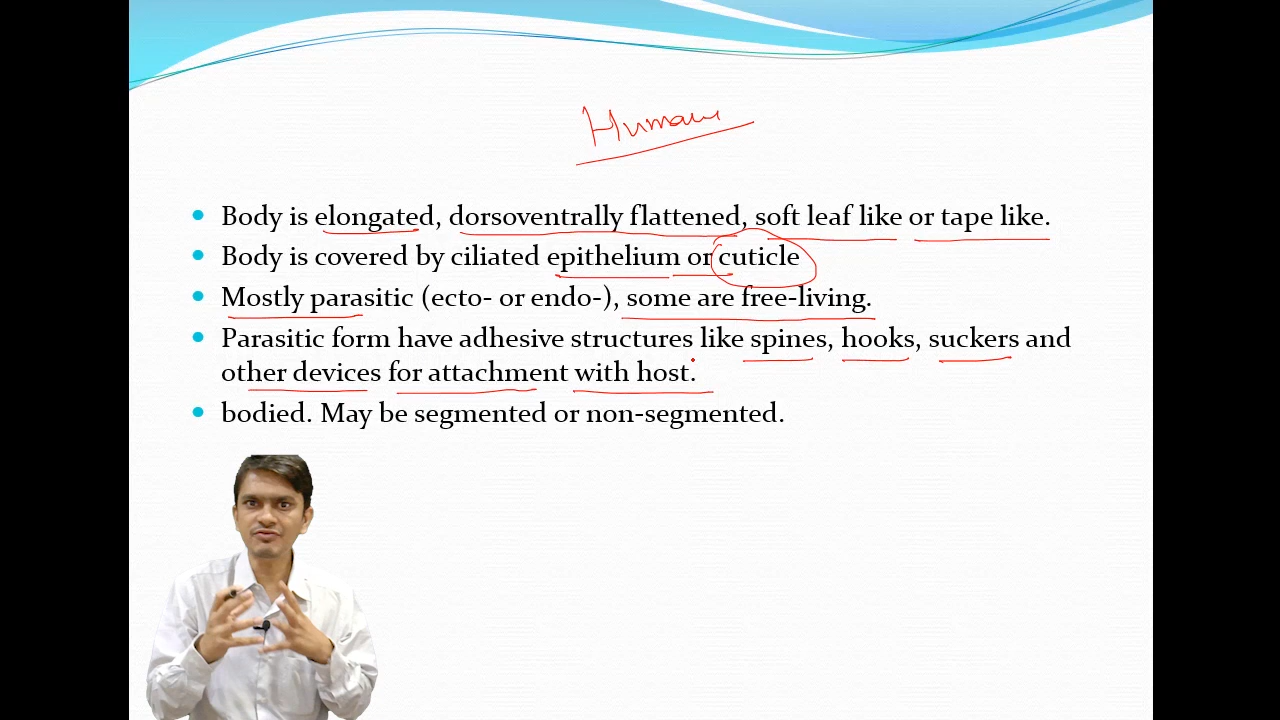 Human
Body is elongated, dorsoventrally flattened, soft leaf like or tape like.
Body is covered by ciliated epithelium or cuticle
Mostly parasitic (ecto- or endo-), some are free-living.
Parasitic form have adhesive structures like spines, hooks, suckers and
other devices for attachment with host.
bodied. May be segmented or non-segmented.